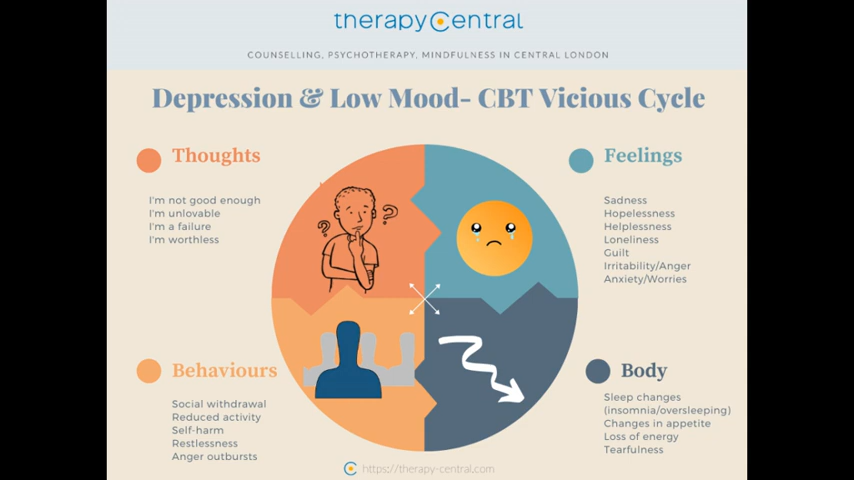 therapyCentral
COUNSELLING, PSYCHOTHERAPY, MINDFULNESS IN CENTRAL LONDON
Depression & Low Mood- CBT Vicious Cycle
Thoughts
I'm not good enough
I'm unlovable
I'm a failure
I'm worthless
Feelings
Sadness
Hopelessness
Helplessness
Loneliness
Guilt
Irritability/Anger
Anxiety/Worries
? ?
Behaviours
Social withdrawal
Reduced activity
Self-harm
Restlessness
Anger outbursts
Body
Sleep changes
(insomnia/oversleeping)
Changes in appetite
Loss of energy
Tearfulness
https://therapy-central.com